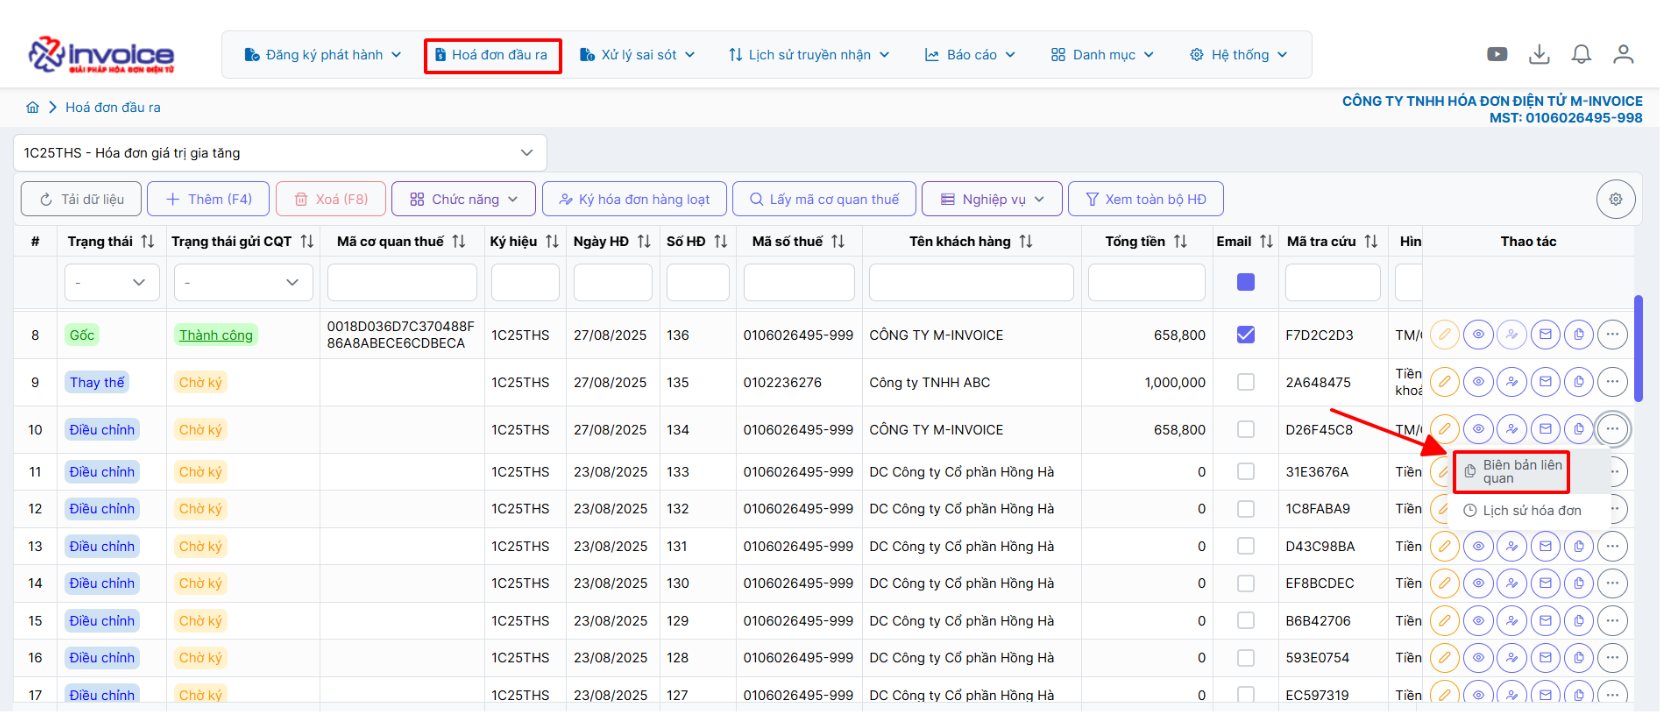 invoice
GIẢI PHÁP HÓA ĐƠN ĐIỆN TỬ
Đăng ký phát hành
Hoá đơn đầu ra
Xử lý sai sót
Lịch sử truyền nhận
Báo cáo
Danh mục
Hệ thống
Hoá đơn đầu ra
CÔNG TY TNHH HÓA ĐƠN ĐIỆN TỬ M-INVOICE
MST: 0106026495-998
1C25THS - Hóa đơn giá trị gia tăng
Tải dữ liệu
Thêm (F4)
Xoá (F8)
Chức năng
Ký hóa đơn hàng loạt
Lấy mã cơ quan thuế
Nghiệp vụ
Xem toàn bộ HĐ
# Trạng thái Trạng thái gửi CQT Mã cơ quan thuế Ký hiệu Ngày HĐ Số HĐ Mã số thuế Tên khách hàng Tổng tiền Email Mã tra cứu Hìn Thao tác
- -
8 Gốc Thành công 0018D036D7C370488F 1C25THS 27/08/2025 136 0106026495-999 CÔNG TY M-INVOICE 658,800 F7D2C2D3 TM/
86A8ABECE6CDBECA
9 Thay thế Chờ ký 1C25THS 27/08/2025 135 0102236276 Công ty TNHH ABC 1,000,000 2A648475 Tiền
khoả
10 Điều chỉnh Chờ ký 1C25THS 27/08/2025 134 0106026495-999 CÔNG TY M-INVOICE 658,800 D26F45C8 TM/
11 Điều chỉnh Chờ ký 1C25THS 23/08/2025 133 0106026495-999 DC Công ty Cổ phần Hồng Hà 0 31E3676A Tiền
Biên bản liên
quan
12 Điều chỉnh Chờ ký 1C25THS 23/08/2025 132 0106026495-999 DC Công ty Cổ phần Hồng Hà 0 1C8FABA9 Tiền
Lịch sử hóa đơn
13 Điều chỉnh Chờ ký 1C25THS 23/08/2025 131 0106026495-999 DC Công ty Cổ phần Hồng Hà 0 D43C98BA Tiền
14 Điều chỉnh Chờ ký 1C25THS 23/08/2025 130 0106026495-999 DC Công ty Cổ phần Hồng Hà 0 EF8BCDEC Tiền
15 Điều chỉnh Chờ ký 1C25THS 23/08/2025 129 0106026495-999 DC Công ty Cổ phần Hồng Hà 0 B6B42706 Tiền
16 Điều chỉnh Chờ ký 1C25THS 23/08/2025 128 0106026495-999 DC Công ty Cổ phần Hồng Hà 0 593E0754 Tiền
17 Điều chỉnh Chờ ký 1C25THS 23/08/2025 127 0106026495-999 DC Công ty Cổ phần Hồng Hà 0 EC597319 Tiền